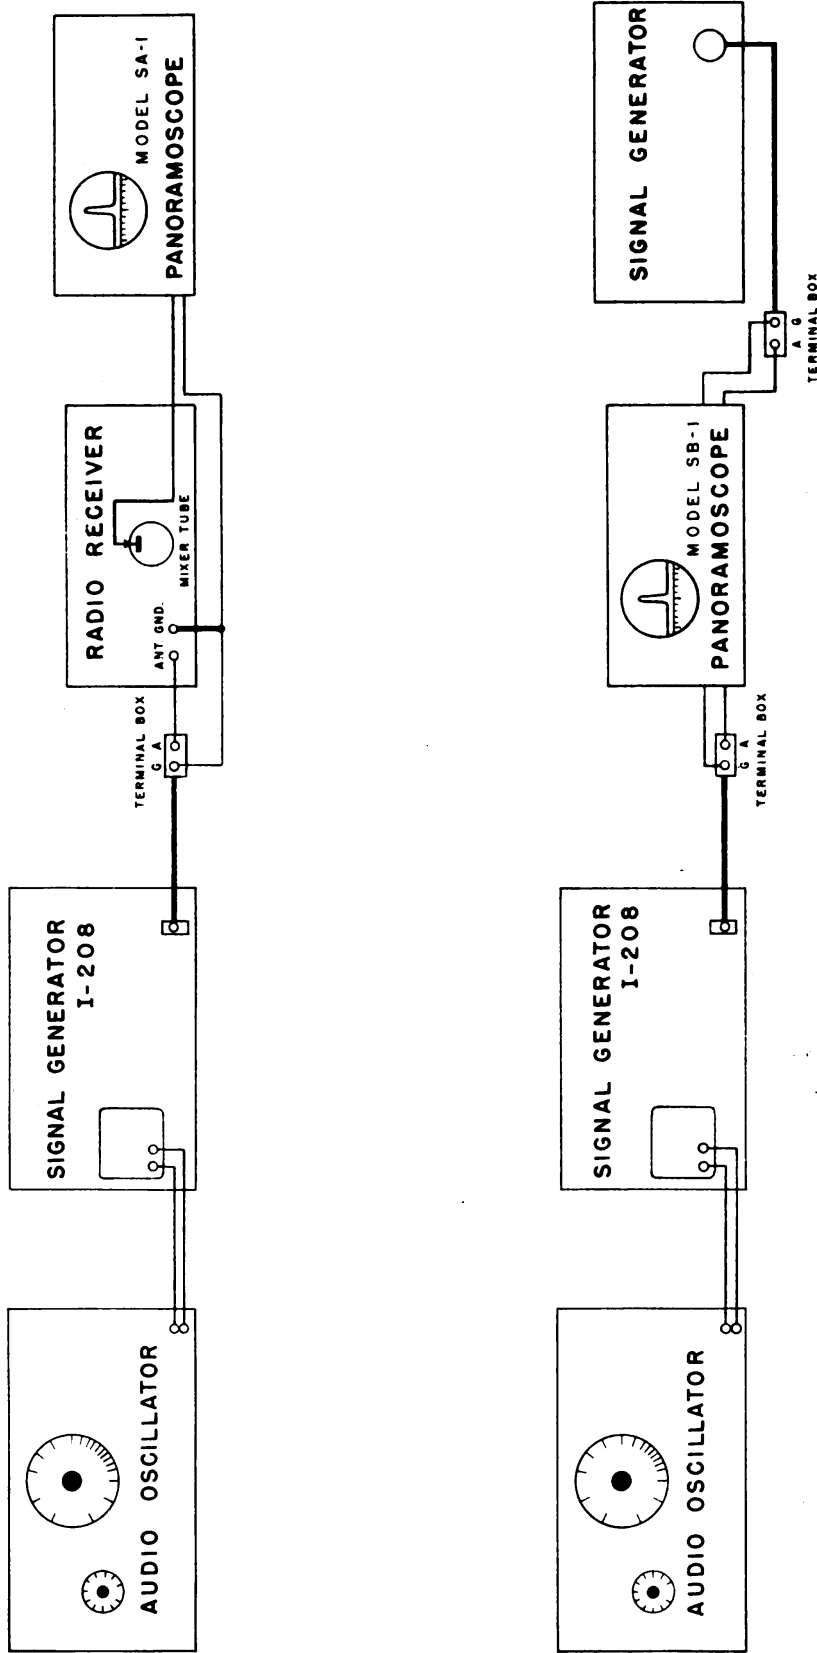 AUDIO OSCILLATOR
SIGNAL GENERATOR
I-208
TERMINAL BOX
G A
RADIO RECEIVER
ANT. GND.
MIXER TUBE
MODEL SA-1
PANORAMOSCOPE
AUDIO OSCILLATOR
SIGNAL GENERATOR
I-208
G A
TERMINAL BOX
MODEL SB-1
PANORAMOSCOPE
A G
TERMINAL BOX
SIGNAL GENERATOR